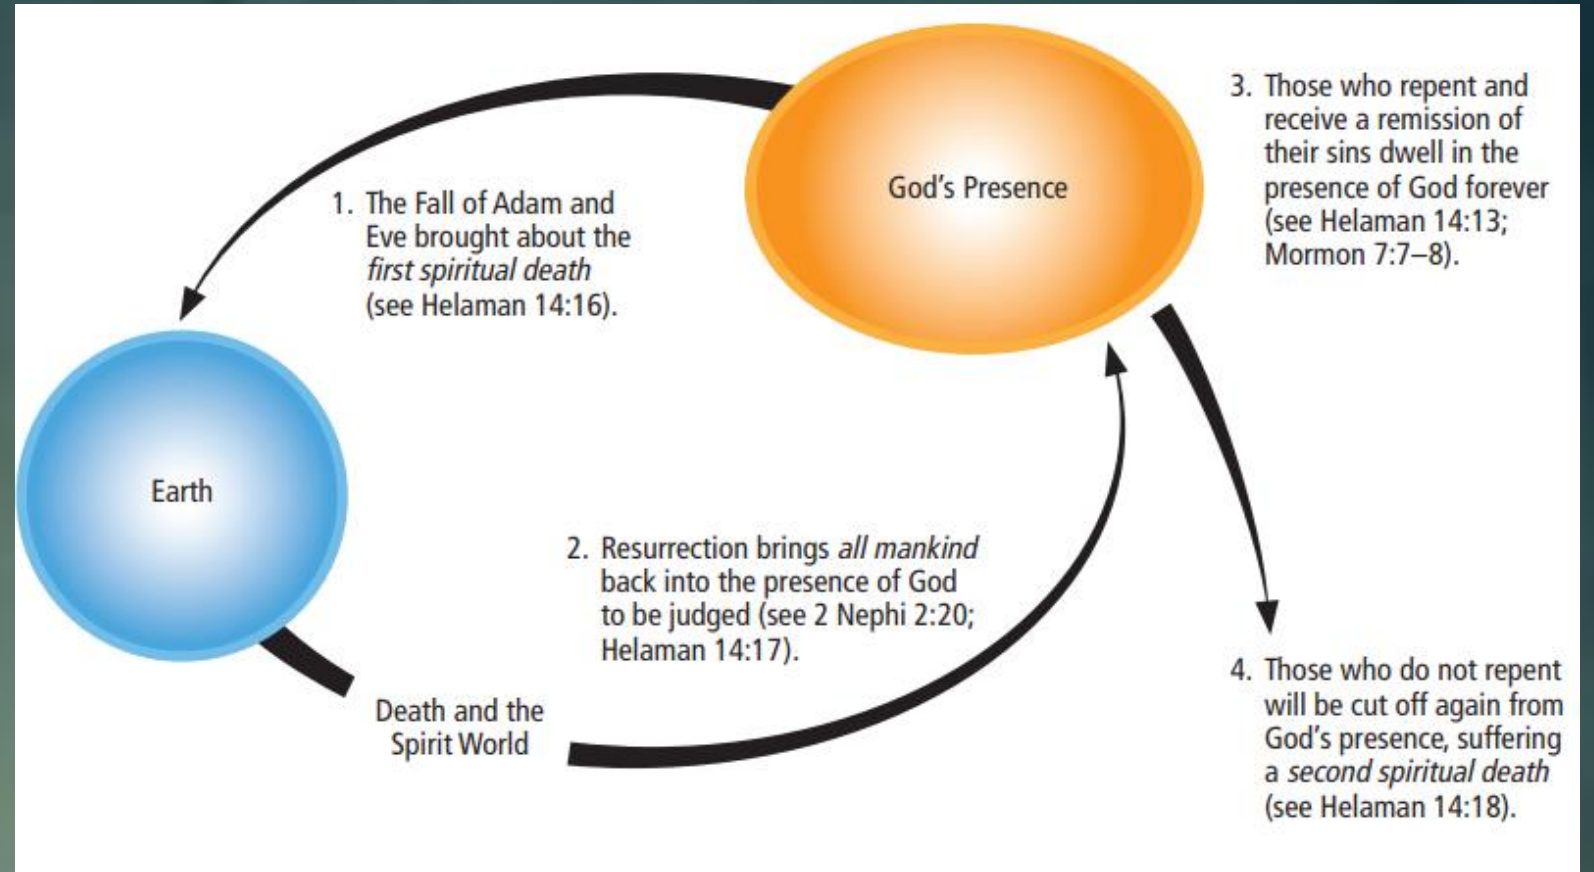 God's Presence
1. The Fall of Adam and
Eve brought about the
first spiritual death
(see Helaman 14:16).
3. Those who repent and
receive a remission of
their sins dwell in the
presence of God forever
(see Helaman 14:13;
Mormon 7:7–8).
Earth
2. Resurrection brings all mankind
back into the presence of God
to be judged (see 2 Nephi 2:20;
Helaman 14:17).
Death and the
Spirit World
4. Those who do not repent
will be cut off again from
God's presence, suffering
a second spiritual death
(see Helaman 14:18).